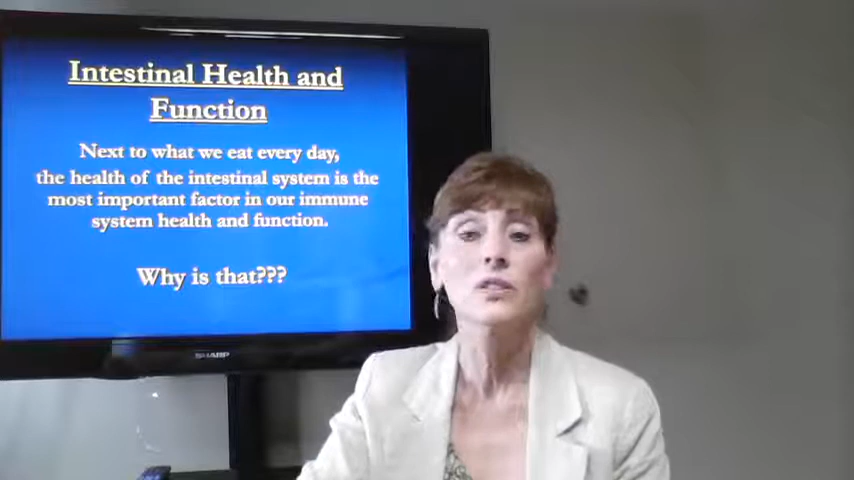 Intestinal Health and
Function
Next to what we eat every day,
the health of the intestinal system is the
most important factor in our immune
system health and function.
Why is that???
SHARP